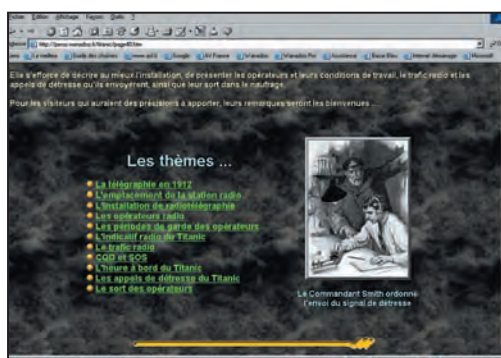 Fichier Edition Affichage Favoris Outils ?
Elle s'efforce de décrire au mieux l'installation, de présenter les opérateurs et leurs conditions de travail, le trafic radio et les
appels de détresse qu'ils envoyèrent, ainsi que leur sort dans le naufrage.
Pour les visiteurs qui auraient des précisions à apporter, leurs remarques seront les bienvenues ...
Les thèmes ...
La télégraphie en 1912
L'emplacement de la station radio
L'installation de radiotélégraphie
Les opérateurs radio
Les périodes de garde des opérateurs
L'indicatif radio du Titanic
Le trafic radio
CQD et SOS
L'heure à bord du Titanic
Les appels de détresse du Titanic
Le sort des opérateurs
Le Commandant Smith ordonne
l'envoi du signal de détresse